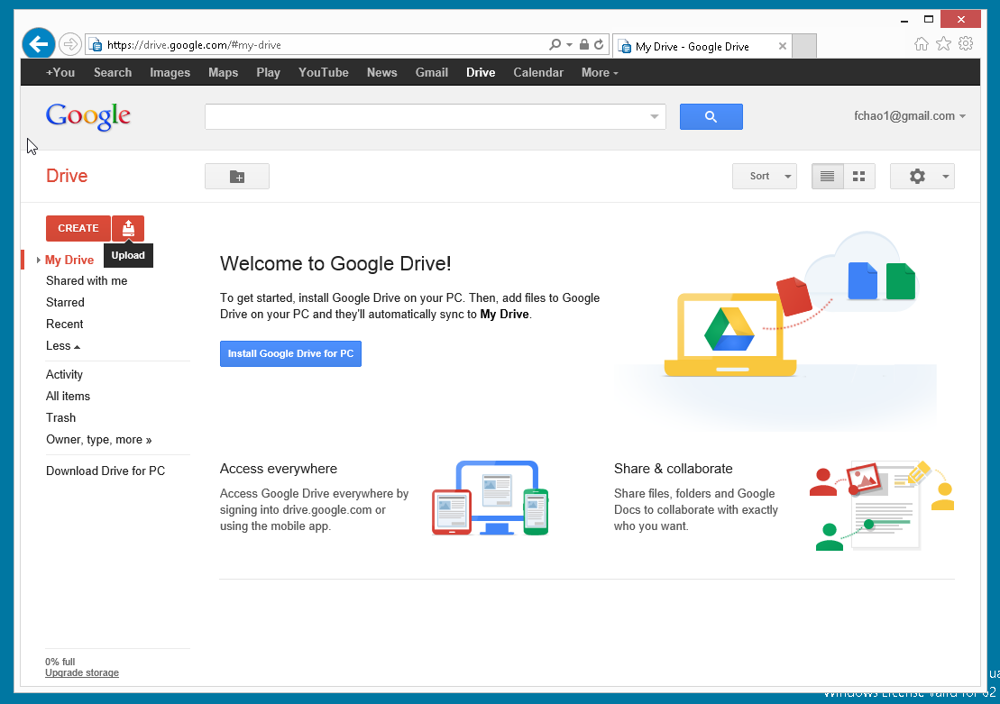 https://drive.google.com/#my-drive
My Drive - Google Drive
+You Search Images Maps Play YouTube News Gmail Drive Calendar More
Google
fchao1@gmail.com
Drive
Sort
CREATE
Upload
My Drive
Shared with me
Starred
Recent
Less
Activity
All items
Trash
Owner, type, more »
Download Drive for PC
Welcome to Google Drive!
To get started, install Google Drive on your PC. Then, add files to Google
Drive on your PC and they'll automatically sync to My Drive.
Install Google Drive for PC
Access everywhere
Access Google Drive everywhere by
signing into drive.google.com or
using the mobile app.
Share & collaborate
Share files, folders and Google
Docs to collaborate with exactly
who you want.
0% full
Upgrade storage
Windows License valid for 62